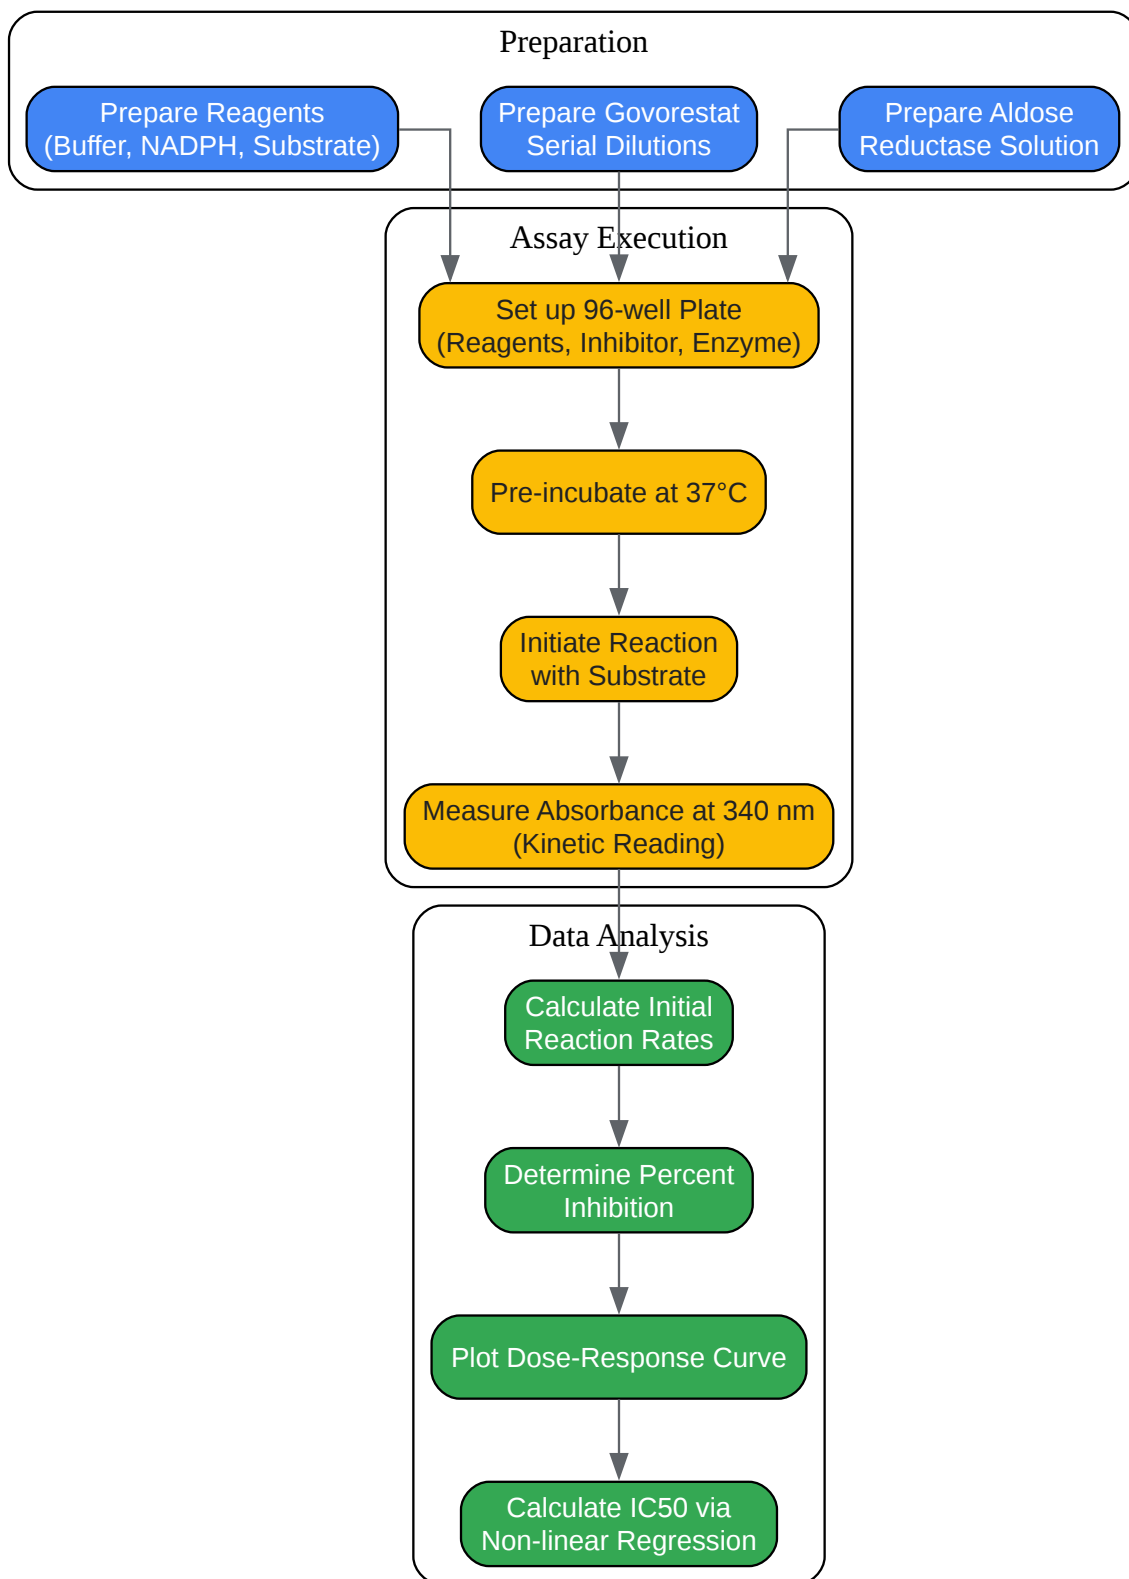 Preparation
Prepare Reagents
(Buffer, NADPH, Substrate)
Prepare Govorestat
Serial Dilutions
Prepare Aldose
Reductase Solution
Assay Execution
Set up 96-well Plate
(Reagents, Inhibitor, Enzyme)
Pre-incubate at 37°C
Initiate Reaction
with Substrate
Measure Absorbance at 340 nm
(Kinetic Reading)
Data Analysis
Calculate Initial
Reaction Rates
Determine Percent
Inhibition
Plot Dose-Response Curve
Calculate IC50 via
Non-linear Regression